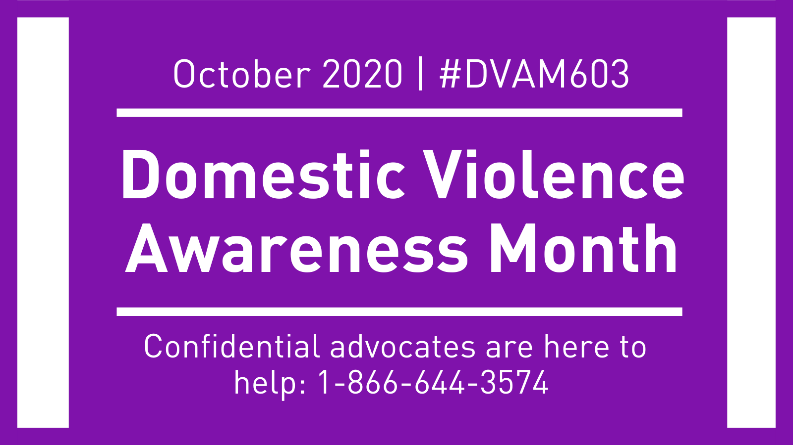 October 2020 | #DVAM603
Domestic Violence
Awareness Month
Confidential advocates are here to
help: 1-866-644-3574